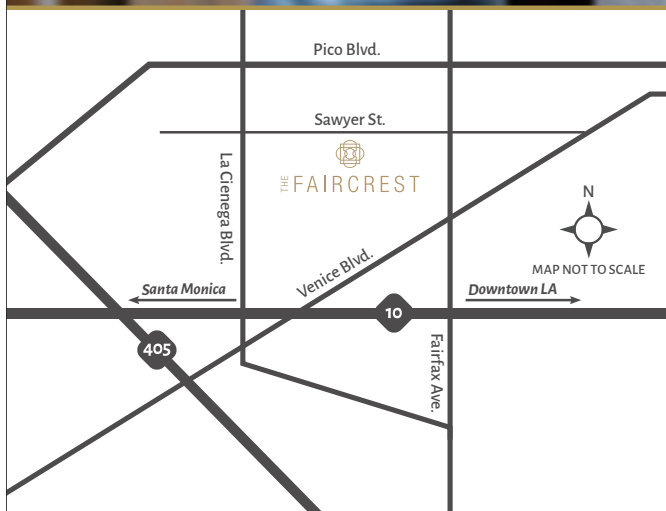 Pico Blvd.
Sawyer St.
THE FAIRCREST
La Cienega Blvd.
N
MAP NOT TO SCALE
Venice Blvd.
Santa Monica
Downtown LA
10
405
Fairfax Ave.